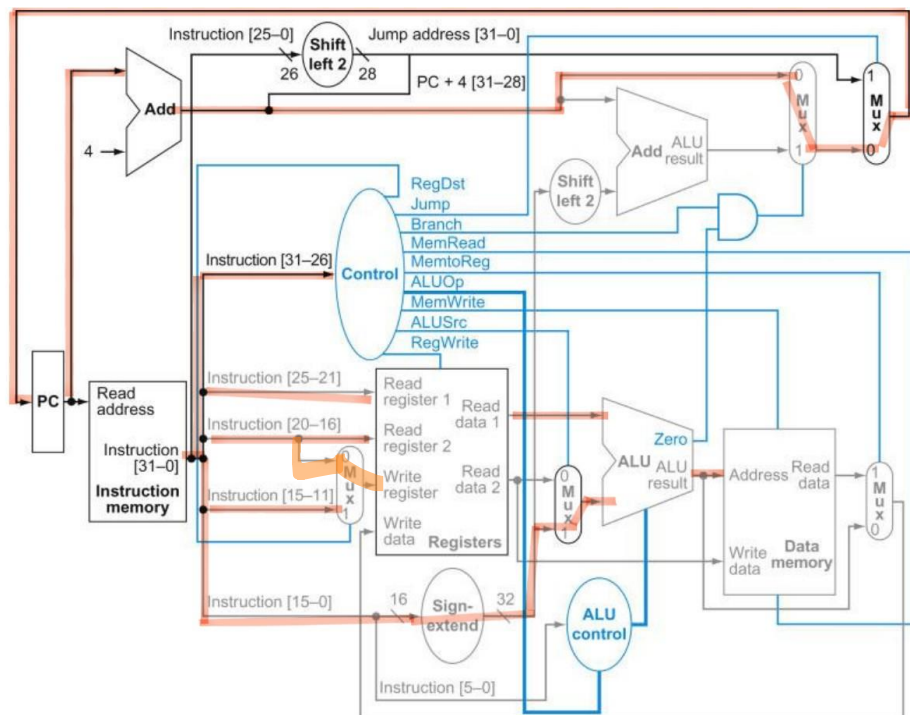 Instruction [25–0]
Shift
left 2
Jump address [31–0]
26
28
PC + 4 [31–28]
Add
4
0
Mux
1
1
Mux
0
Add
ALU
result
Shift
left 2
RegDst
Jump
Branch
MemRead
MemtoReg
ALUOp
MemWrite
ALUSrc
RegWrite
Instruction [31–26]
Control
PC
Read
address
Instruction
[31–0]
Instruction
memory
Instruction [25–21]
Instruction [20–16]
Instruction [15–11]
0
Mux
1
Read
register 1
Read
register 2
Write
register
Write
data
Read
data 1
Read
data 2
Registers
0
Mux
1
Zero
ALU
ALU
result
Address
Read
data
Write
data
Data
memory
1
Mux
0
Instruction [15–0]
16
Sign-
extend
32
ALU
control
Instruction [5–0]